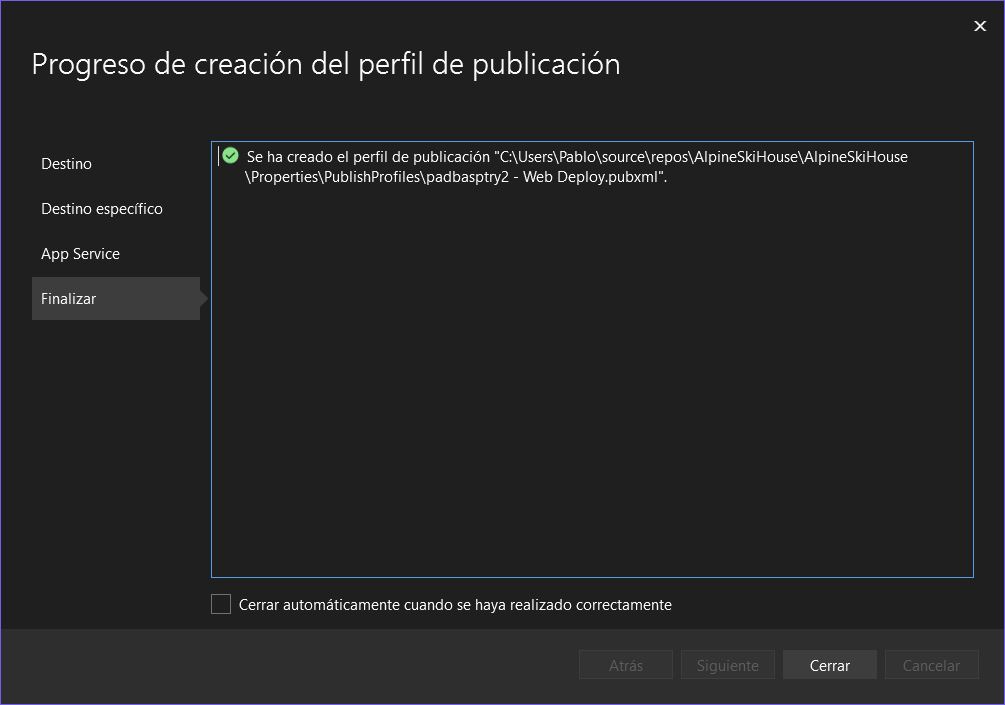 Progreso de creación del perfil de publicación
Destino
Destino específico
App Service
Finalizar
Se ha creado el perfil de publicación "C:\Users\Pablo\source\repos\AlpineSkiHouse\AlpineSkiHouse
\Properties\PublishProfiles\padbasptry2 - Web Deploy.pubxml".
Cerrar automáticamente cuando se haya realizado correctamente
Atrás
Siguiente
Cerrar
Cancelar